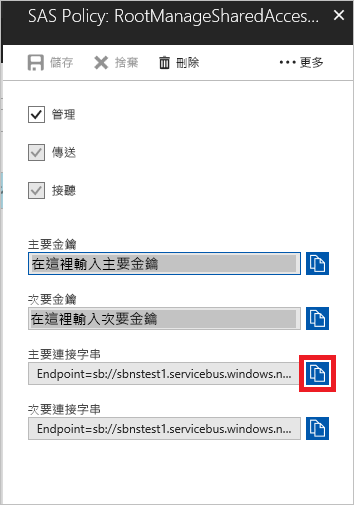 SAS Policy: RootManageSharedAcces...
儲存 捨棄 刪除 ••• 更多
管理
傳送
接聽
主要金鑰
在這裡輸入主要金鑰
次要金鑰
在這裡輸入次要金鑰
主要連接字串
Endpoint=sb://sbnstest1.servicebus.windows.n...
次要連接字串
Endpoint=sb://sbnstest1.servicebus.windows.n...